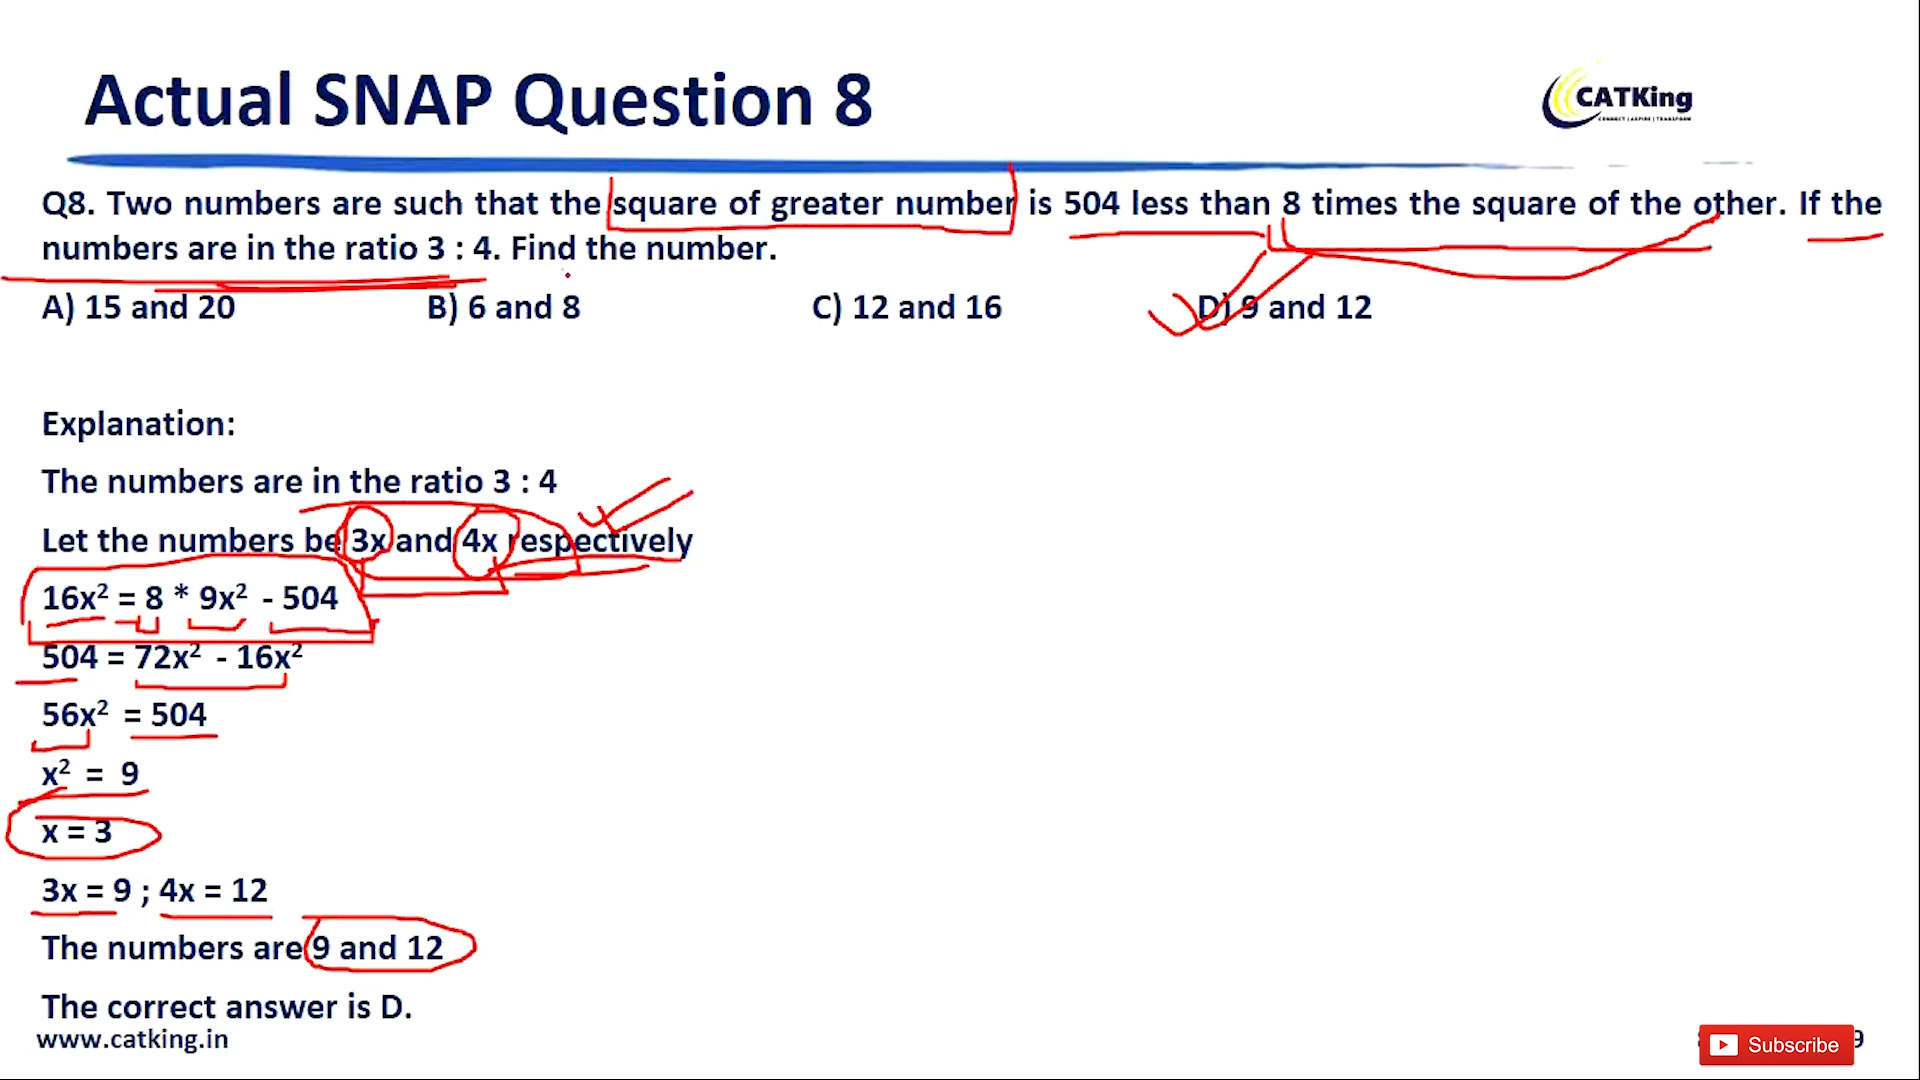 Actual SNAP Question 8
CATKing
CONNECT | ASPIRE | TRANSFORM
Q8. Two numbers are such that the square of greater number is 504 less than 8 times the square of the other. If the
numbers are in the ratio 3 : 4. Find the number.
A) 15 and 20 B) 6 and 8 C) 12 and 16 D) 9 and 12
Explanation:
The numbers are in the ratio 3 : 4
Let the numbers be 3x and 4x respectively
16x² = 8 * 9x² - 504
504 = 72x² - 16x²
56x² = 504
x² = 9
x = 3
3x = 9 ; 4x = 12
The numbers are 9 and 12
The correct answer is D.
www.catking.in
Subscribe
9